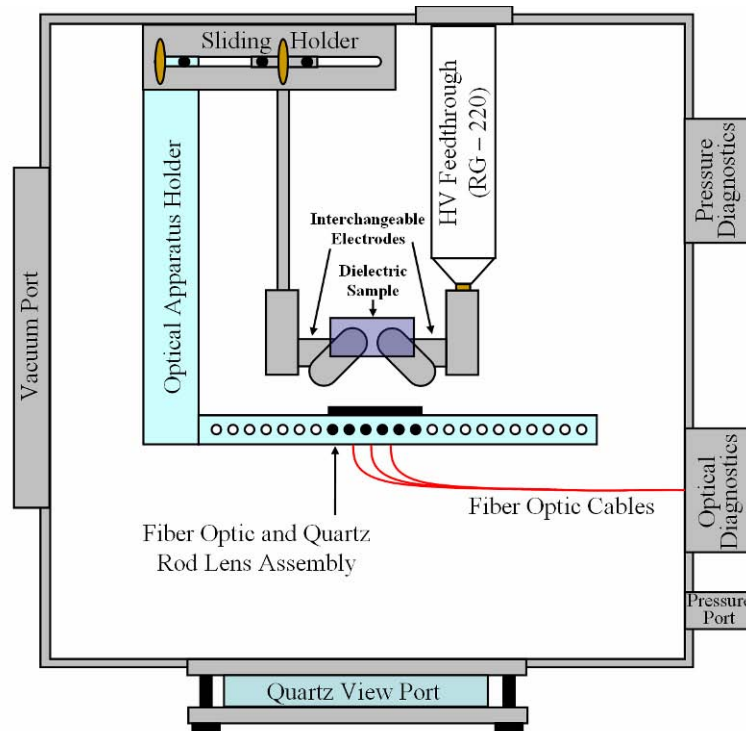 Sliding Holder
HV Feedthrough
(RG – 220)
Pressure
Diagnostics
Optical Apparatus Holder
Interchangeable
Electrodes
Dielectric
Sample
Vacuum Port
Fiber Optic Cables
Optical
Diagnostics
Fiber Optic and Quartz
Rod Lens Assembly
Pressure
Port
Quartz View Port